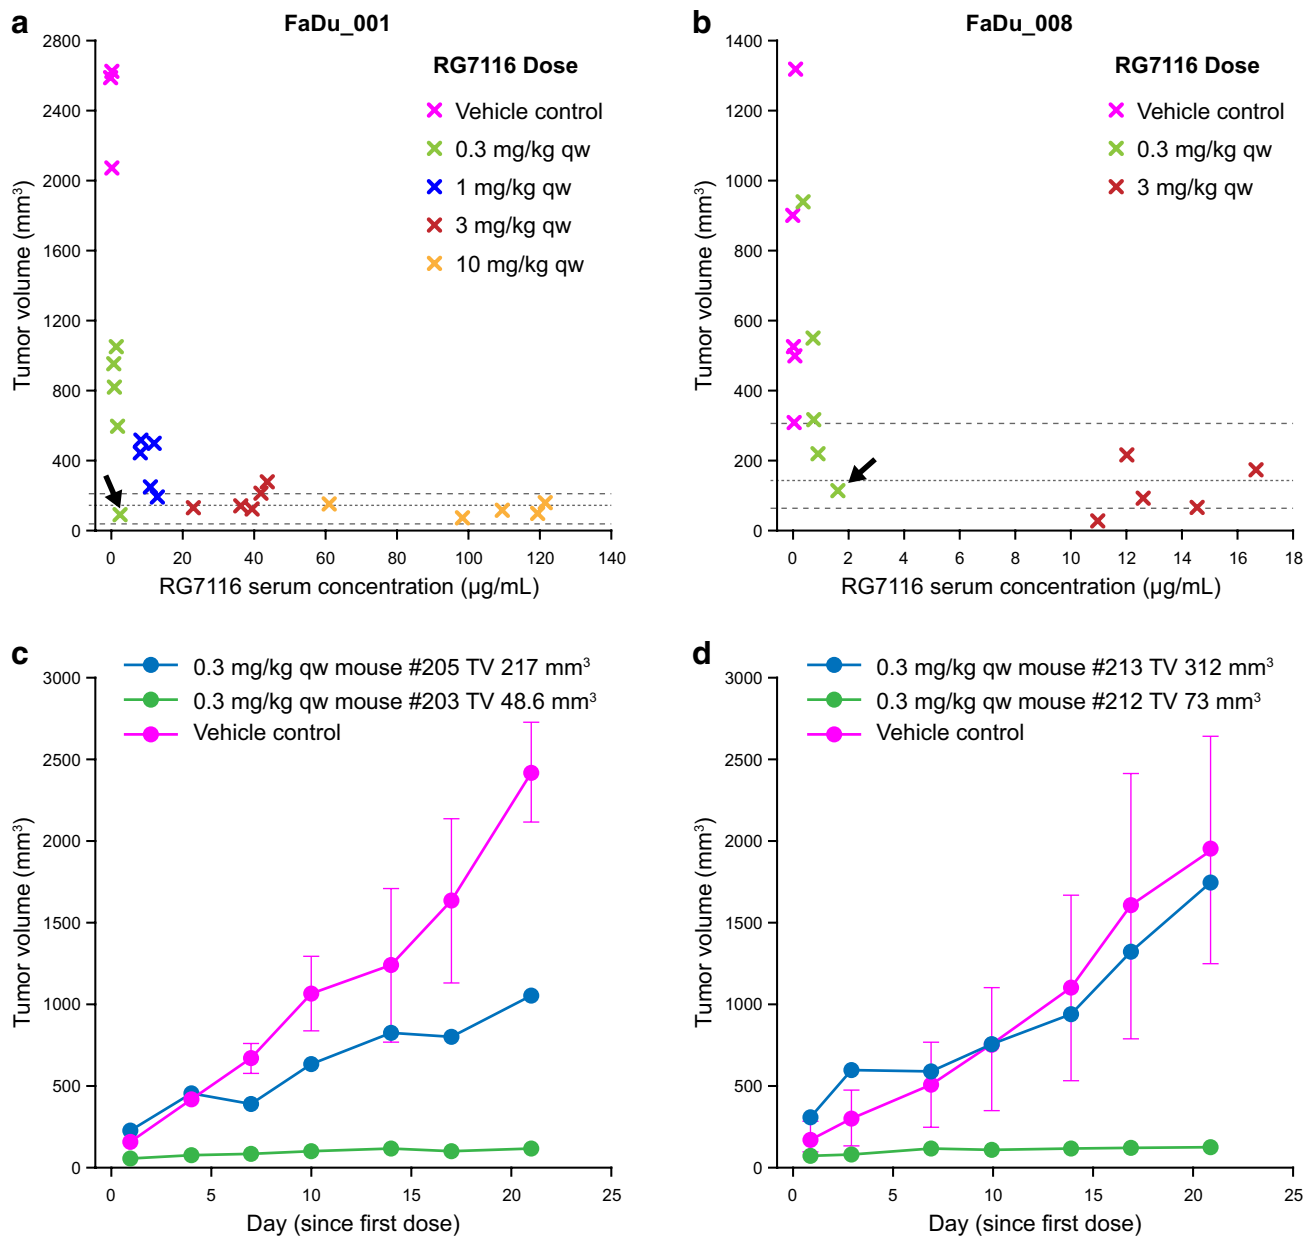 a
FaDu_001
2800
2400
2000
1600
1200
800
400
0
Tumor volume (mm³)
RG7116 Dose
Vehicle control
0.3 mg/kg qw
1 mg/kg qw
3 mg/kg qw
10 mg/kg qw
0 20 40 60 80 100 120 140
RG7116 serum concentration (µg/mL)
b
FaDu_008
1400
1200
1000
800
600
400
200
0
Tumor volume (mm³)
RG7116 Dose
Vehicle control
0.3 mg/kg qw
3 mg/kg qw
0 2 4 6 8 10 12 14 16 18
RG7116 serum concentration (µg/mL)
c
0.3 mg/kg qw mouse #205 TV 217 mm³
0.3 mg/kg qw mouse #203 TV 48.6 mm³
Vehicle control
3000
2500
2000
1500
1000
500
0
Tumor volume (mm³)
0 5 10 15 20 25
Day (since first dose)
d
0.3 mg/kg qw mouse #213 TV 312 mm³
0.3 mg/kg qw mouse #212 TV 73 mm³
Vehicle control
3000
2500
2000
1500
1000
500
0
Tumor volume (mm³)
0 5 10 15 20 25
Day (since first dose)